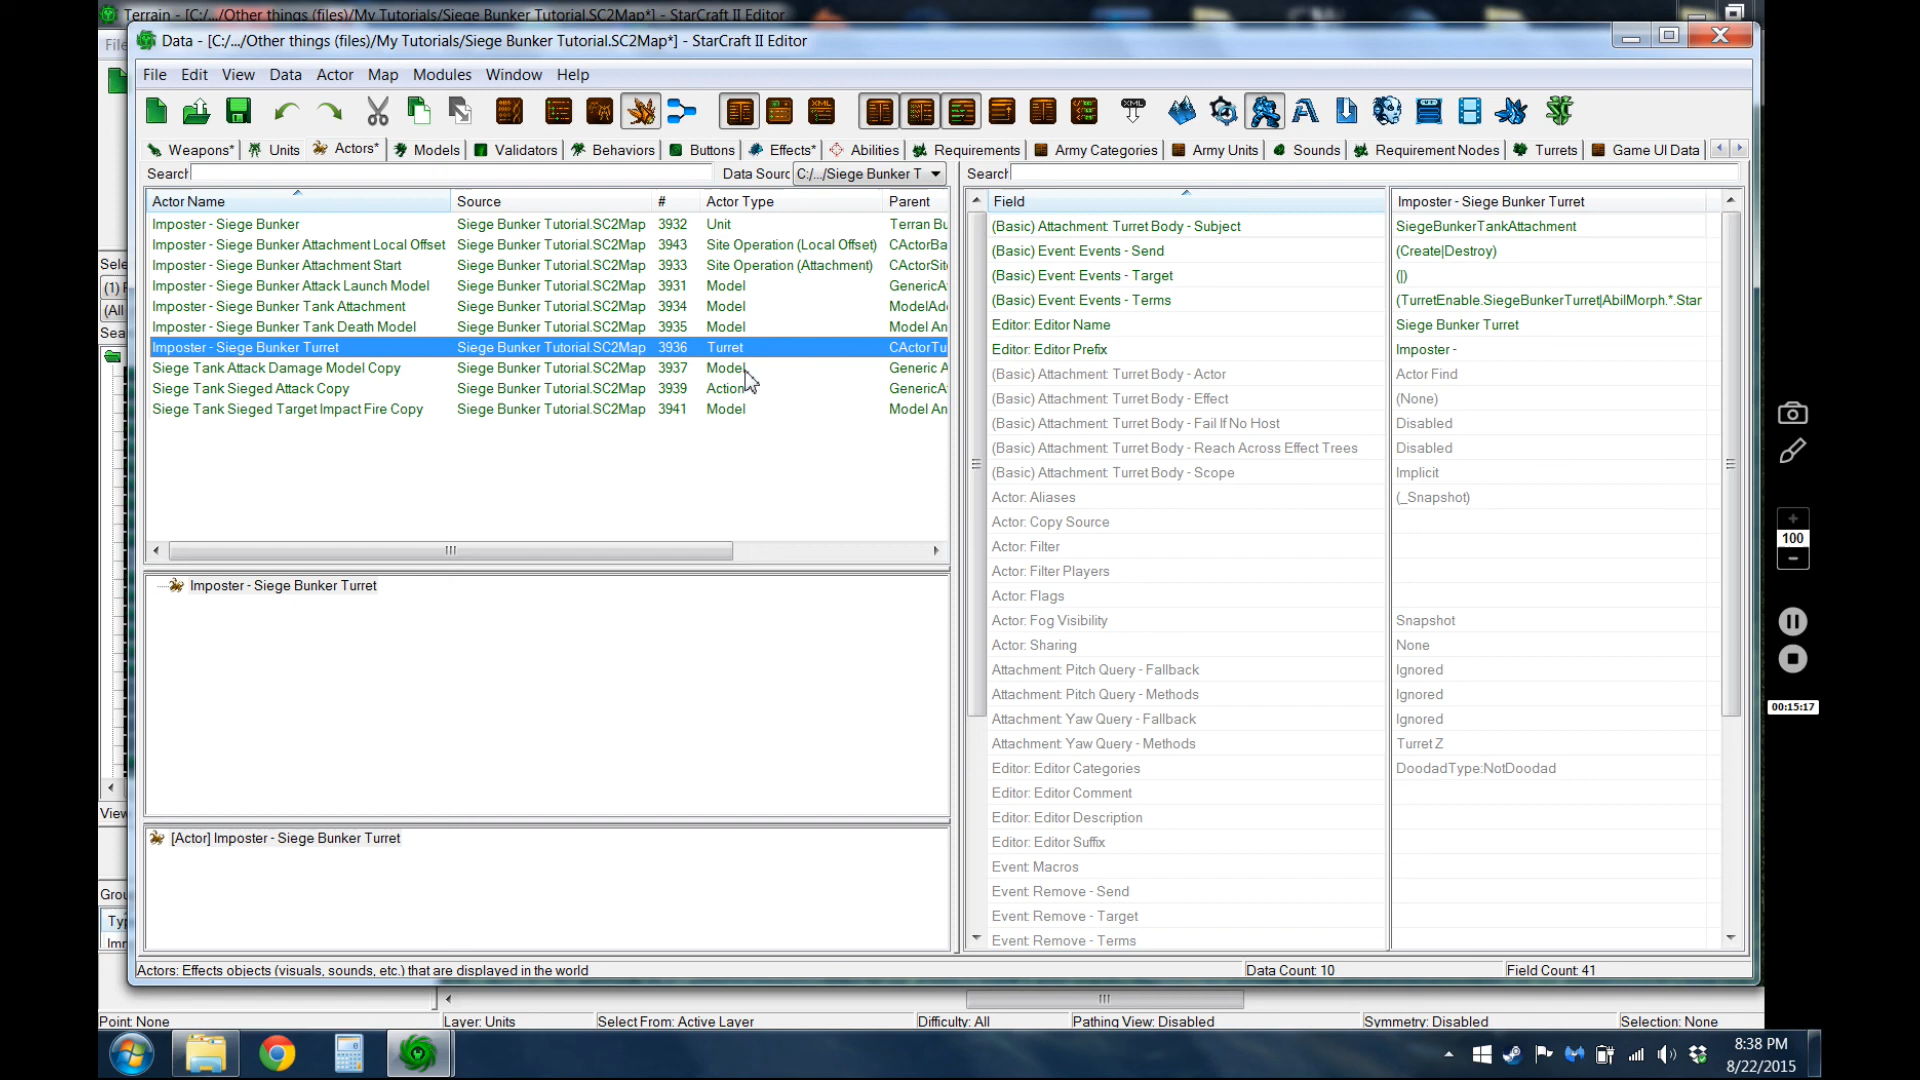 Terrain - [C:/.../Other things (files)/My Tutorials/Siege Bunker Tutorial.SC2Map*] - StarCraft II Editor
Data - [C:/.../Other things (files)/My Tutorials/Siege Bunker Tutorial.SC2Map*] - StarCraft II Editor
File Edit View Data Actor Map Modules Window Help
Weapons* Units Actors* Models Validators Behaviors Buttons Effects* Abilities Requirements Army Categories Army Units Sounds Requirement Nodes Turrets Game UI Data
Search Data Sourc C:/.../Siege Bunker T Search
Actor Name Source # Actor Type Parent
Imposter - Siege Bunker Siege Bunker Tutorial.SC2Map 3932 Unit Terran Bu
Imposter - Siege Bunker Attachment Local Offset Siege Bunker Tutorial.SC2Map 3943 Site Operation (Local Offset) CActorBa
Imposter - Siege Bunker Attachment Start Siege Bunker Tutorial.SC2Map 3933 Site Operation (Attachment) CActorSit
Imposter - Siege Bunker Attack Launch Model Siege Bunker Tutorial.SC2Map 3931 Model GenericA
Imposter - Siege Bunker Tank Attachment Siege Bunker Tutorial.SC2Map 3934 Model ModelAd
Imposter - Siege Bunker Tank Death Model Siege Bunker Tutorial.SC2Map 3935 Model Model An
Imposter - Siege Bunker Turret Siege Bunker Tutorial.SC2Map 3936 Turret CActorTu
Siege Tank Attack Damage Model Copy Siege Bunker Tutorial.SC2Map 3937 Model Generic A
Siege Tank Sieged Attack Copy Siege Bunker Tutorial.SC2Map 3939 Action GenericA
Siege Tank Sieged Target Impact Fire Copy Siege Bunker Tutorial.SC2Map 3941 Model Model An
Imposter - Siege Bunker Turret
[Actor] Imposter - Siege Bunker Turret
Field Imposter - Siege Bunker Turret
(Basic) Attachment: Turret Body - Subject SiegeBunkerTankAttachment
(Basic) Event: Events - Send (Create|Destroy)
(Basic) Event: Events - Target (|)
(Basic) Event: Events - Terms (TurretEnable.SiegeBunkerTurret|AbilMorph.*.Star
Editor: Editor Name Siege Bunker Turret
Editor: Editor Prefix Imposter -
(Basic) Attachment: Turret Body - Actor Actor Find
(Basic) Attachment: Turret Body - Effect (None)
(Basic) Attachment: Turret Body - Fail If No Host Disabled
(Basic) Attachment: Turret Body - Reach Across Effect Trees Disabled
(Basic) Attachment: Turret Body - Scope Implicit
Actor: Aliases (_Snapshot)
Actor: Copy Source
Actor: Filter
Actor: Filter Players
Actor: Flags
Actor: Fog Visibility Snapshot
Actor: Sharing None
Attachment: Pitch Query - Fallback Ignored
Attachment: Pitch Query - Methods Ignored
Attachment: Yaw Query - Fallback Ignored
Attachment: Yaw Query - Methods Turret Z
Editor: Editor Categories DoodadType:NotDoodad
Editor: Editor Comment
Editor: Editor Description
Editor: Editor Suffix
Event: Macros
Event: Remove - Send
Event: Remove - Target
Event: Remove - Terms
Actors: Effects objects (visuals, sounds, etc.) that are displayed in the world Data Count: 10 Field Count: 41
Point: None Layer: Units Select From: Active Layer Difficulty: All Pathing View: Disabled Symmetry: Disabled Selection: None
8:38 PM
8/22/2015
100
00:15:17
File
Sele
(1)
(All
Sea
View
Grou
Typ